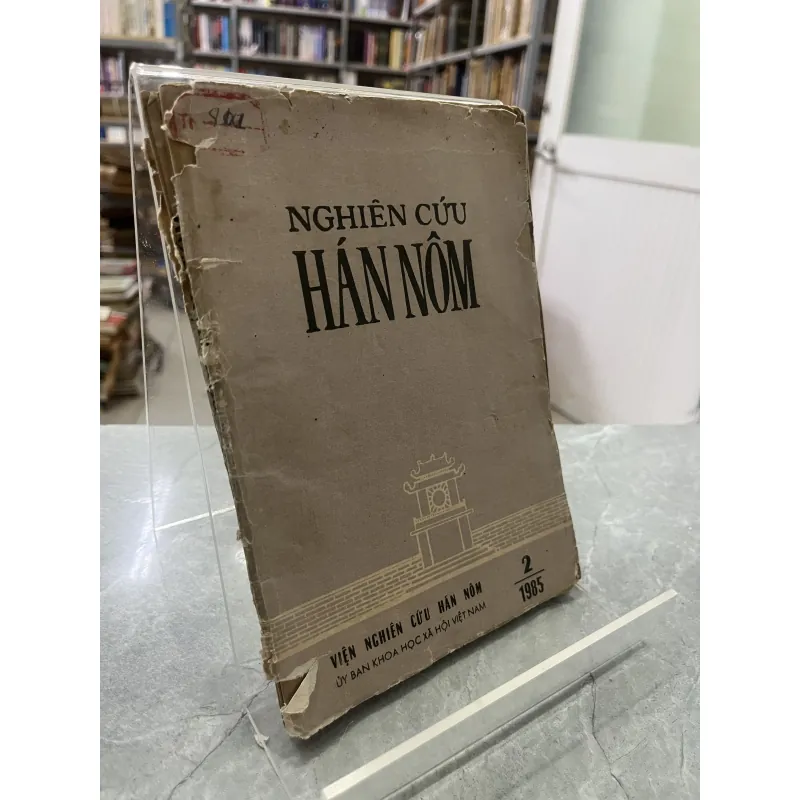 NGHIÊN CỨU
HÁN NÔM
2
1985
VIỆN NGHIÊN CỨU HÁN NÔM
ỦY BAN KHOA HỌC XÃ HỘI VIỆT NAM